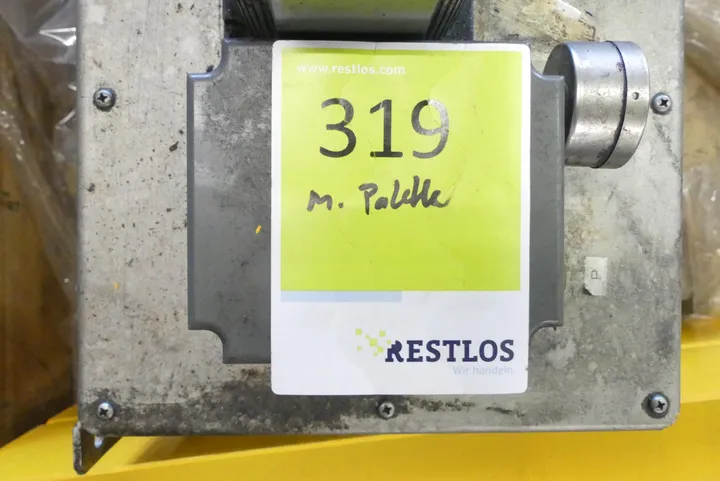 www.restlos.com
319
m. Palette
RESTLOS
Wir handeln.
P